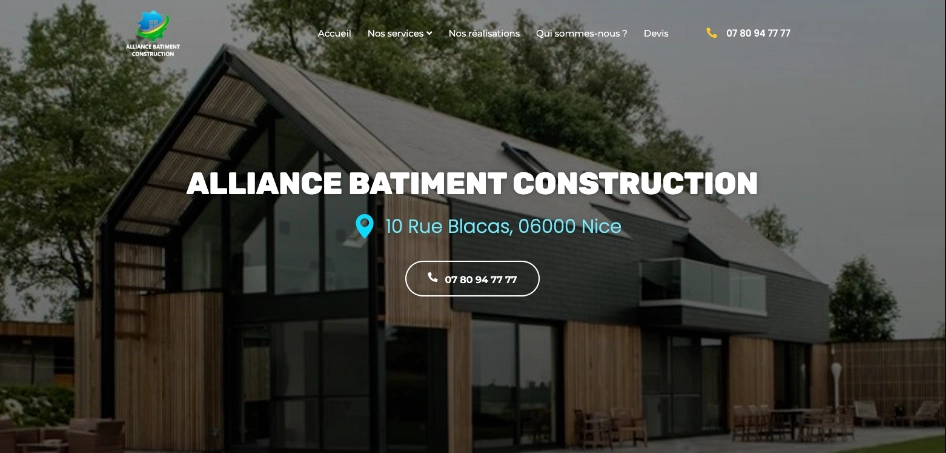 ALLIANCE BATIMENT
CONSTRUCTION
Accueil Nos services Nos réalisations Qui sommes-nous ? Devis 07 80 94 77 77
ALLIANCE BATIMENT CONSTRUCTION
10 Rue Blacas, 06000 Nice
07 80 94 77 77